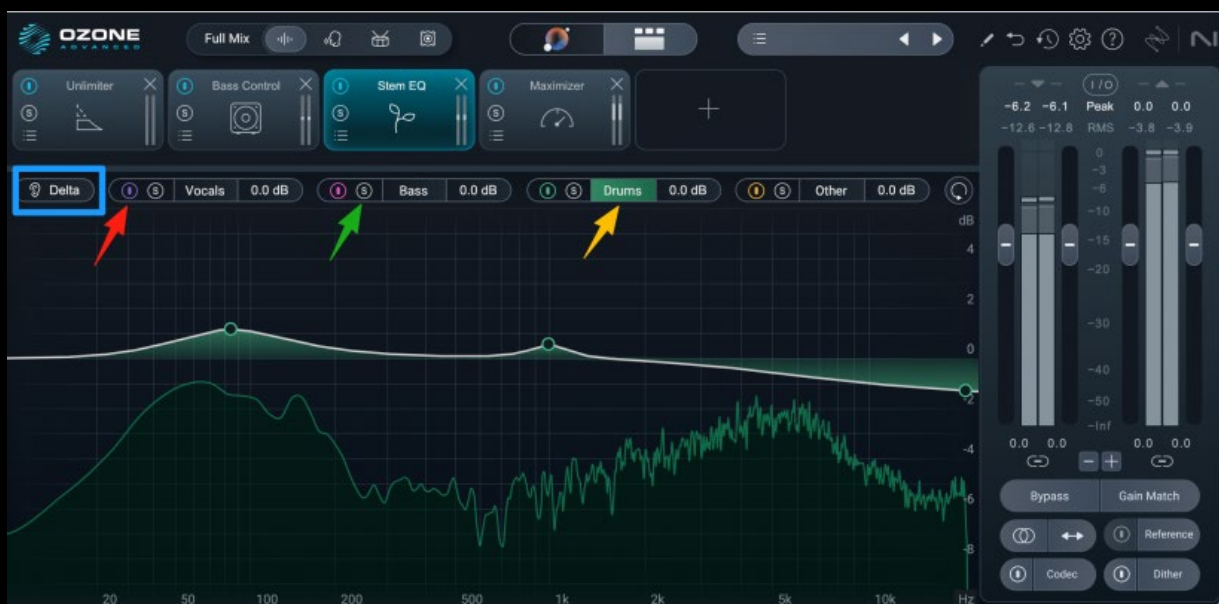 OZONE
ADVANCED
Full Mix
Unlimiter
Bass Control
Stem EQ
Maximizer
I/O
-6.2 -6.1 Peak 0.0 0.0
-12.6 -12.8 RMS -3.8 -3.9
Delta
S Vocals 0.0 dB
S Bass 0.0 dB
S Drums 0.0 dB
S Other 0.0 dB
dB
4
2
0
-2
-4
-6
-8
20 50 100 200 500 1k 2k 5k 10k Hz
0
-3
-6
-10
-15
-20
-30
-40
-50
-Inf
0.0 0.0 0.0 0.0
Bypass Gain Match
Reference
Codec Dither